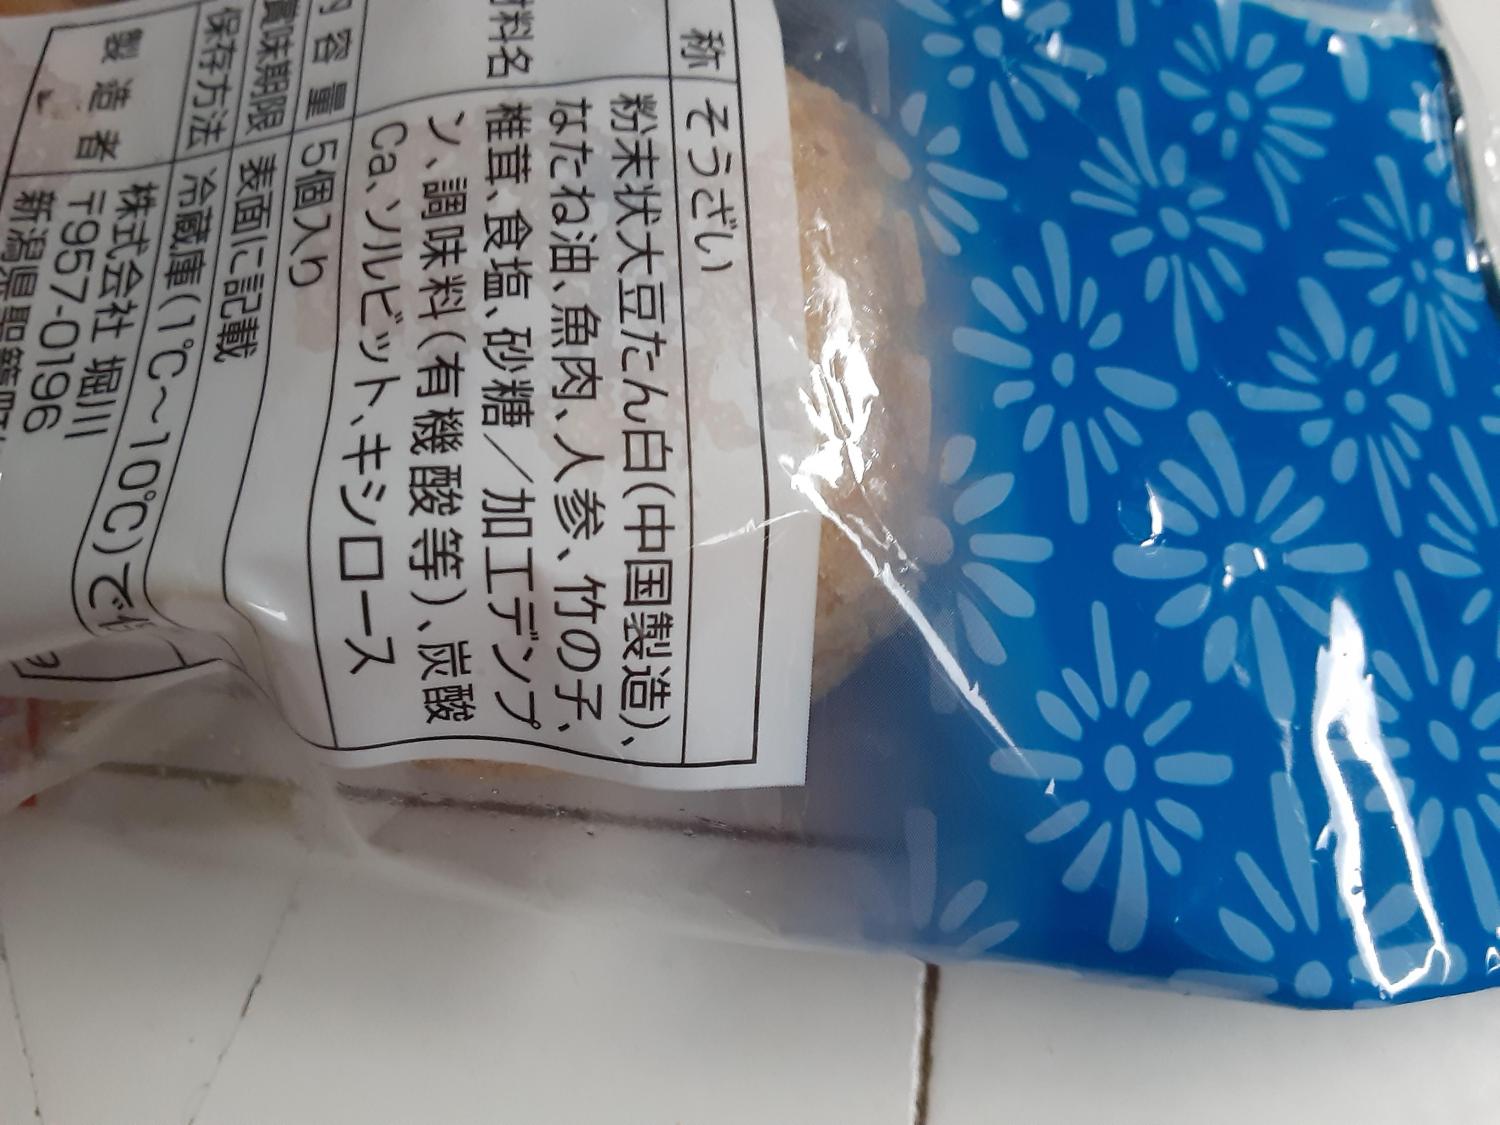 称 そうざい
材料名 粉末状大豆たん白(中国製造)、
なたね油、魚肉、人参、竹の子、
椎茸、食塩、砂糖／加工デンプ
ン、調味料(有機酸等)、炭酸
Ca、ソルビット、キシロース
内容量 5個入り
賞味期限 表面に記載
保存方法 冷蔵庫(1℃～10℃)で保
製造者 株式会社 堀川
〒957-0196
新潟県